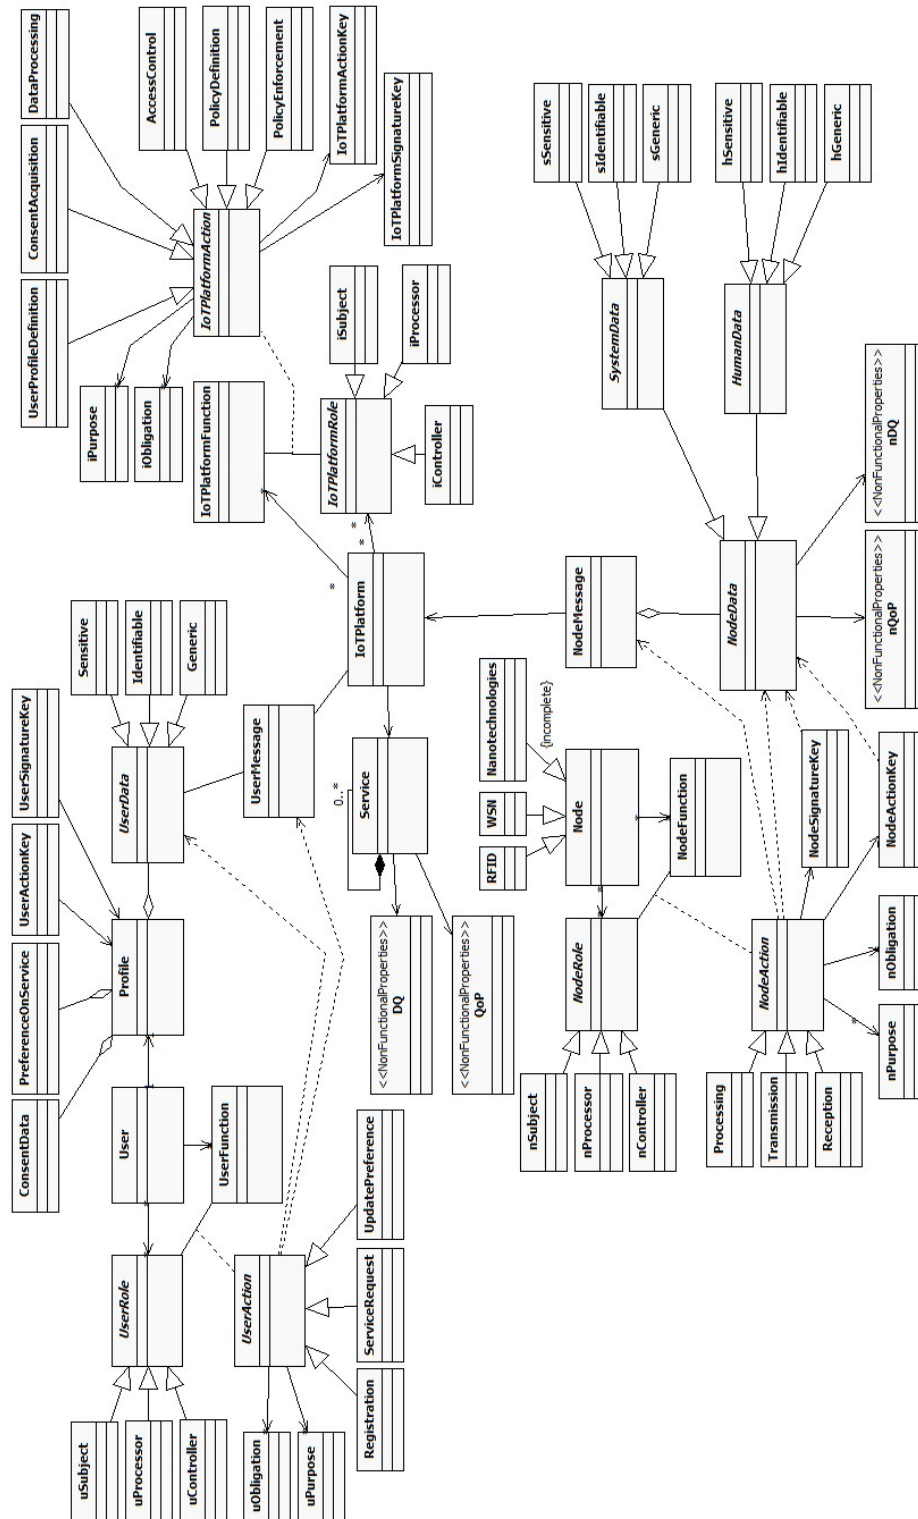 ConsentData
PreferenceOnService
UserActionKey
UserSignatureKey
uSubject
uProcessor
uController
UserRole
User
Profile
UserData
Sensitive
Identifiable
Generic
UserFunction
UserAction
uObligation
uPurpose
Registration
ServiceRequest
UpdatePreference
UserMessage
UserProfileDefinition
ConsentAcquisition
DataProcessing
iPurpose
iObligation
IoTPlatformAction
AccessControl
PolicyDefinition
PolicyEnforcement
IoTPlatformActionKey
IoTPlatformSignatureKey
IoTPlatformFunction
IoTPlatformRole
iSubject
iProcessor
iController
IoTPlatform
*
*
*
Service
0..*
<<NonFunctionalProperties>>
DQ
<<NonFunctionalProperties>>
QoP
RFID
WSN
Nanotechnologies
{incomplete}
Node
NodeMessage
nSubject
nProcessor
nController
NodeRole
NodeFunction
Processing
Transmission
Reception
NodeAction
NodeSignatureKey
NodeActionKey
nPurpose
nObligation
NodeData
<<NonFunctionalProperties>>
nQoP
<<NonFunctionalProperties>>
nDQ
SystemData
HumanData
sSensitive
sIdentifiable
sGeneric
hSensitive
hIdentifiable
hGeneric